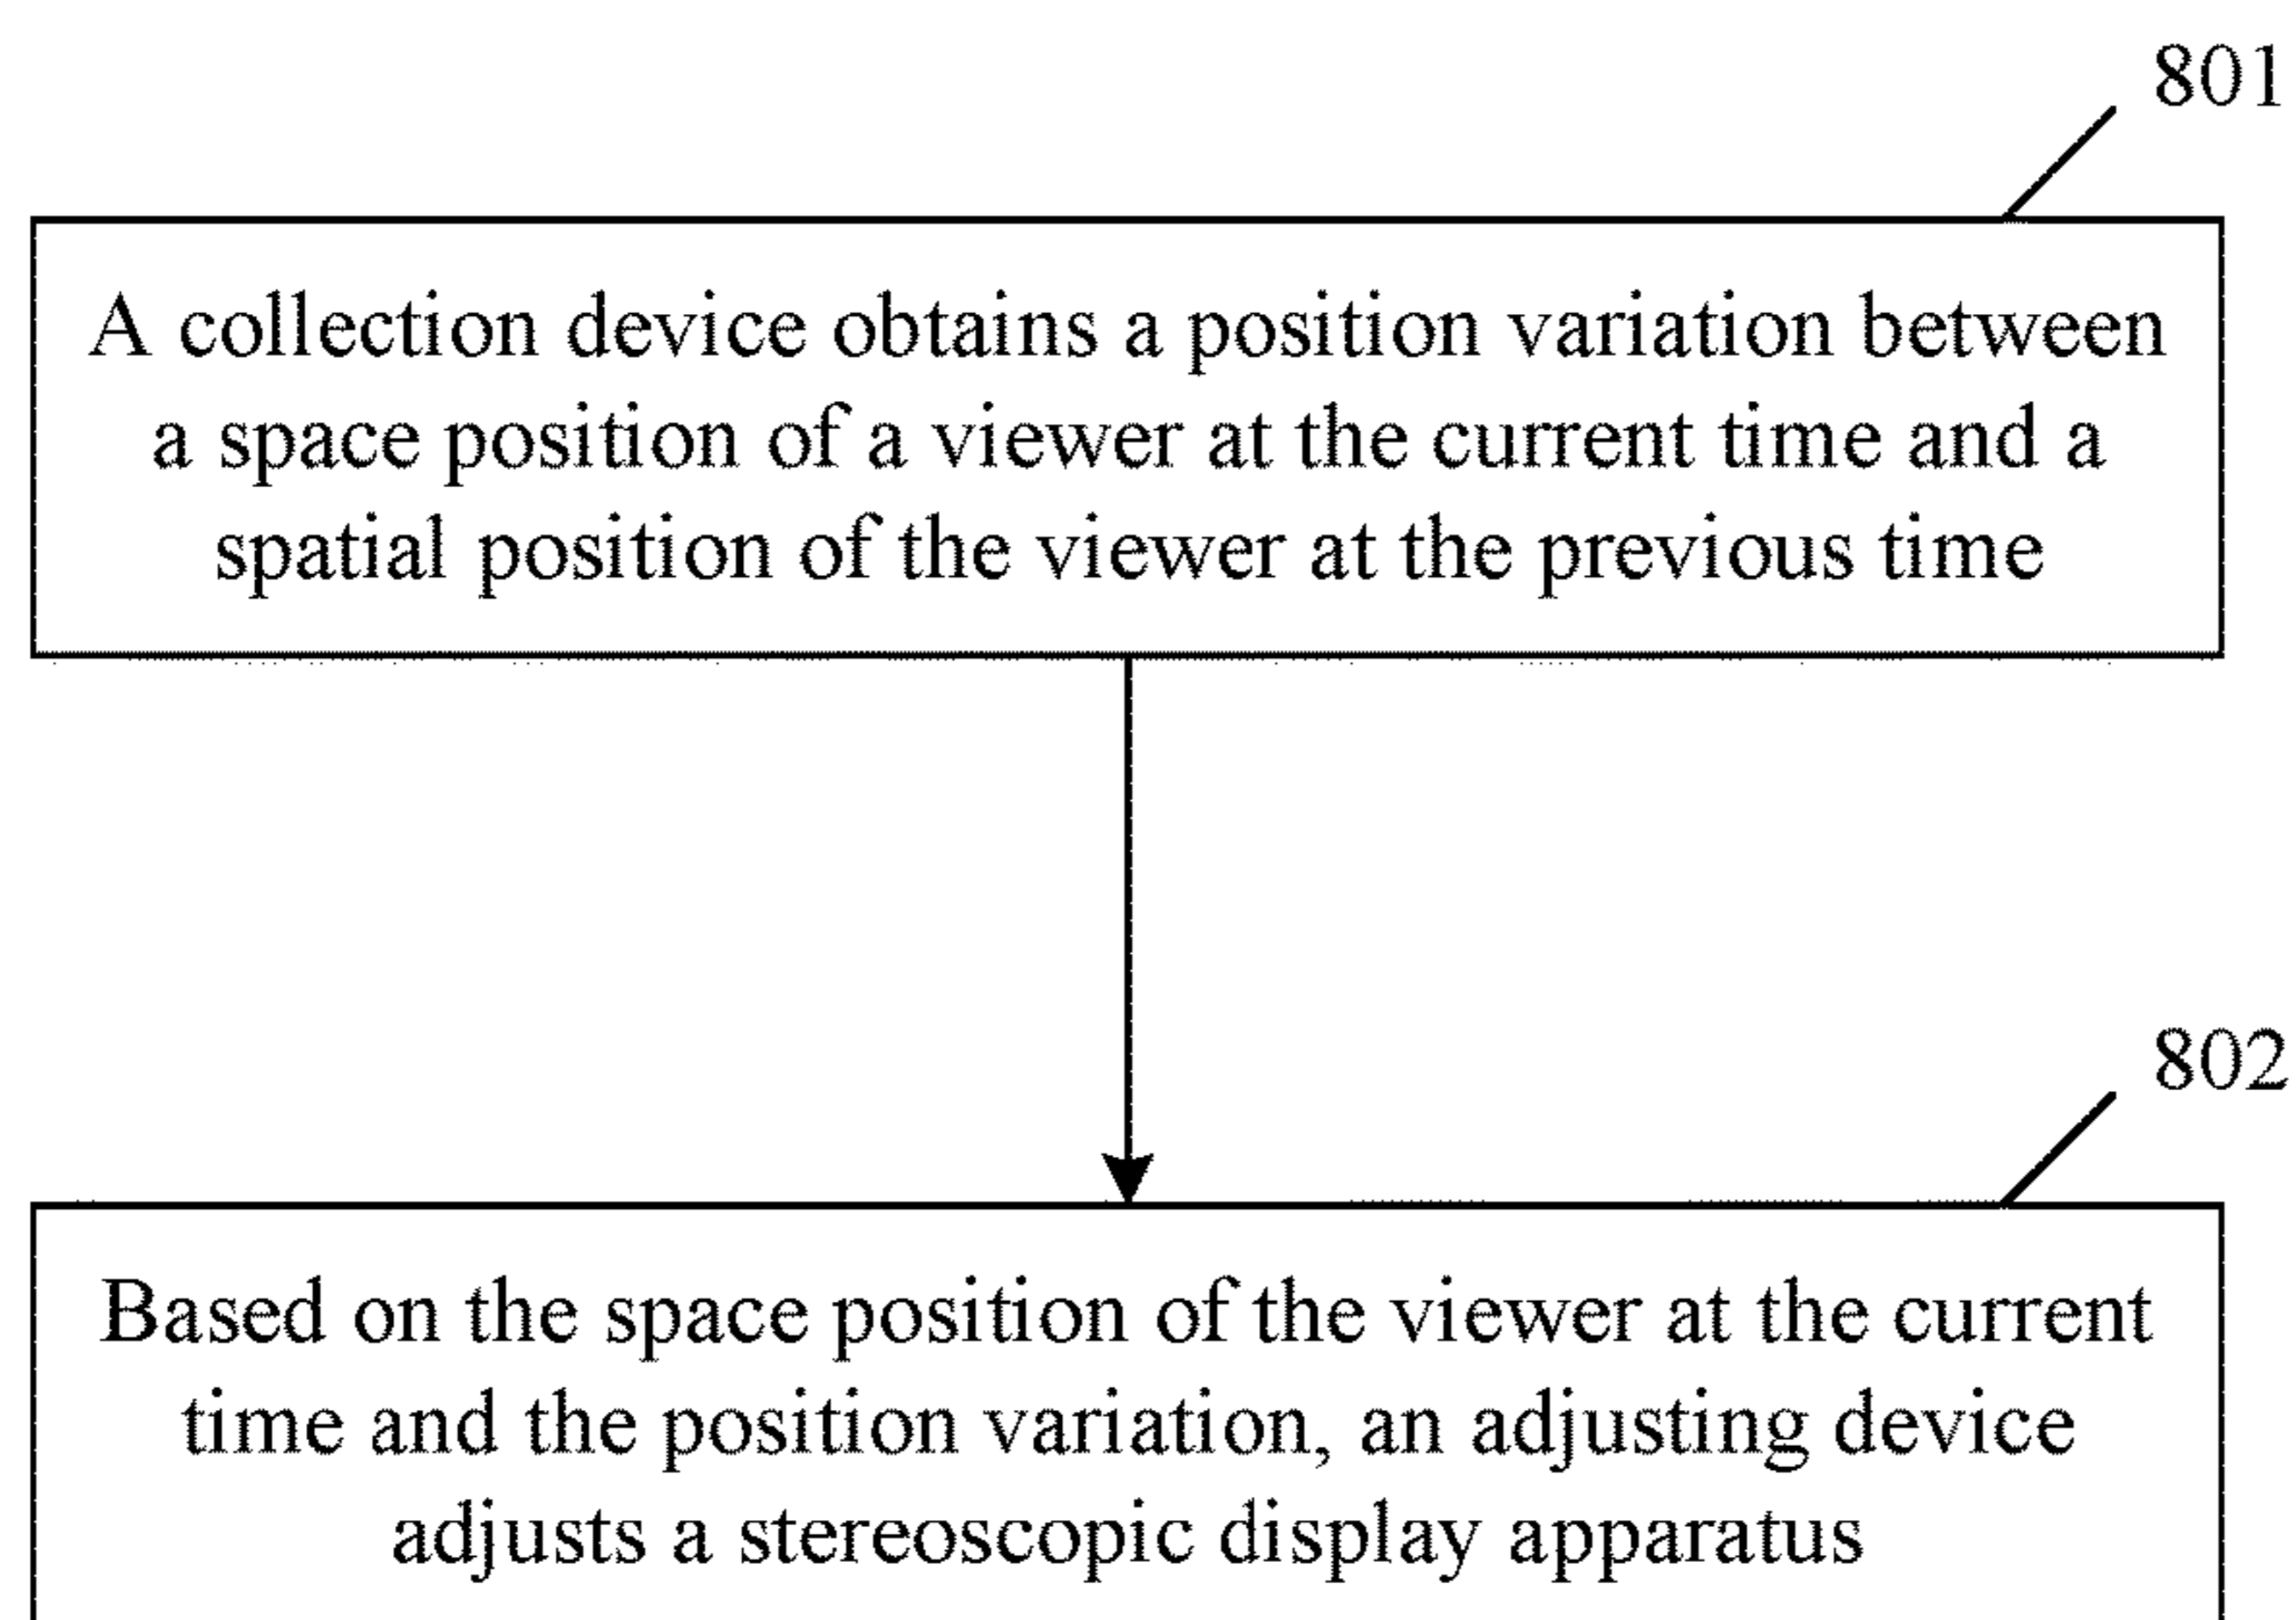 801
A collection device obtains a position variation between
a space position of a viewer at the current time and a
spatial position of the viewer at the previous time
802
Based on the space position of the viewer at the current
time and the position variation, an adjusting device
adjusts a stereoscopic display apparatus